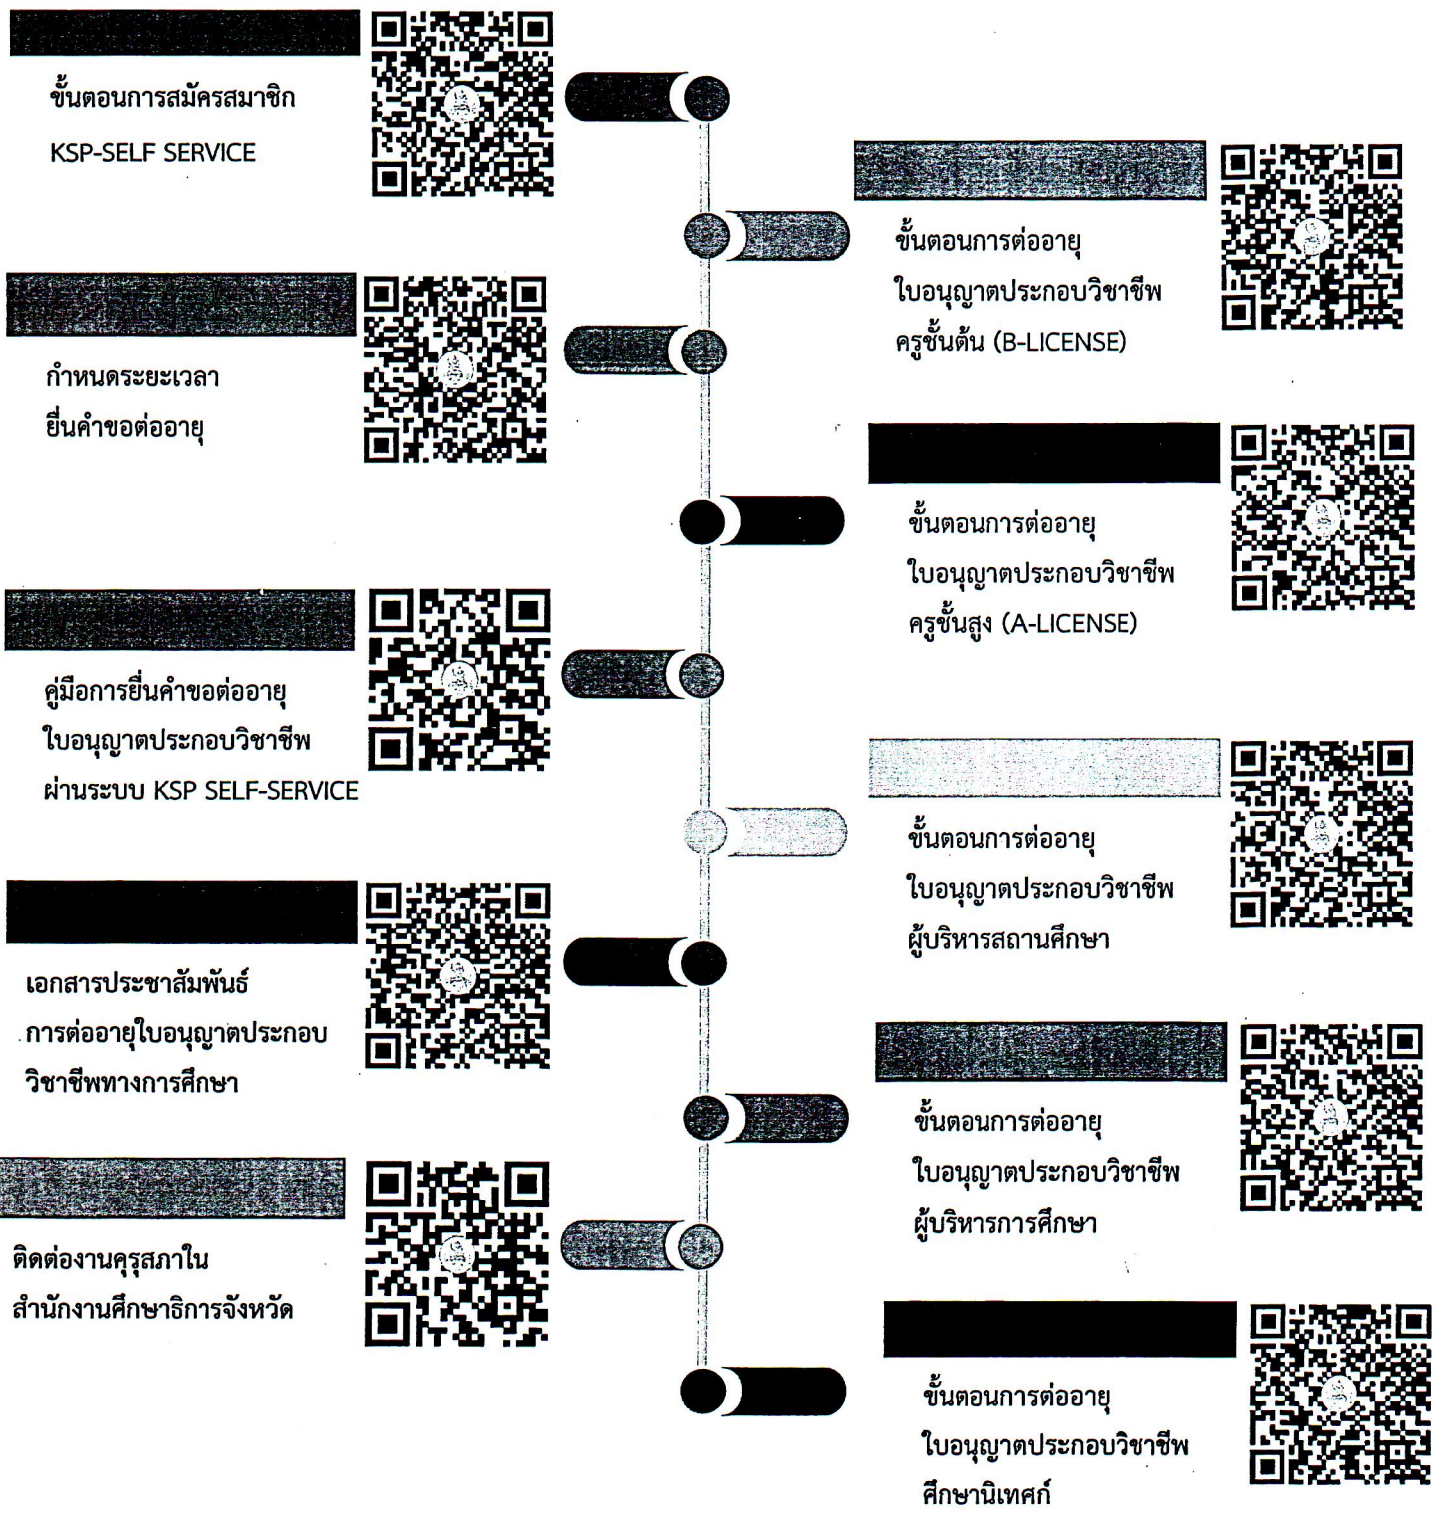 ขั้นตอนการสมัครสมาชิก
KSP-SELF SERVICE
ขั้นตอนการต่ออายุ
ใบอนุญาตประกอบวิชาชีพ
ครูชั้นต้น (B-LICENSE)
กำหนดระยะเวลา
ยื่นคำขอต่ออายุ
ขั้นตอนการต่ออายุ
ใบอนุญาตประกอบวิชาชีพ
ครูชั้นสูง (A-LICENSE)
คู่มือการยื่นคำขอต่ออายุ
ใบอนุญาตประกอบวิชาชีพ
ผ่านระบบ KSP SELF-SERVICE
ขั้นตอนการต่ออายุ
ใบอนุญาตประกอบวิชาชีพ
ผู้บริหารสถานศึกษา
เอกสารประชาสัมพันธ์
การต่ออายุใบอนุญาตประกอบ
วิชาชีพทางการศึกษา
ขั้นตอนการต่ออายุ
ใบอนุญาตประกอบวิชาชีพ
ผู้บริหารการศึกษา
ติดต่องานคุรุสภาใน
สำนักงานศึกษาธิการจังหวัด
ขั้นตอนการต่ออายุ
ใบอนุญาตประกอบวิชาชีพ
ศึกษานิเทศก์